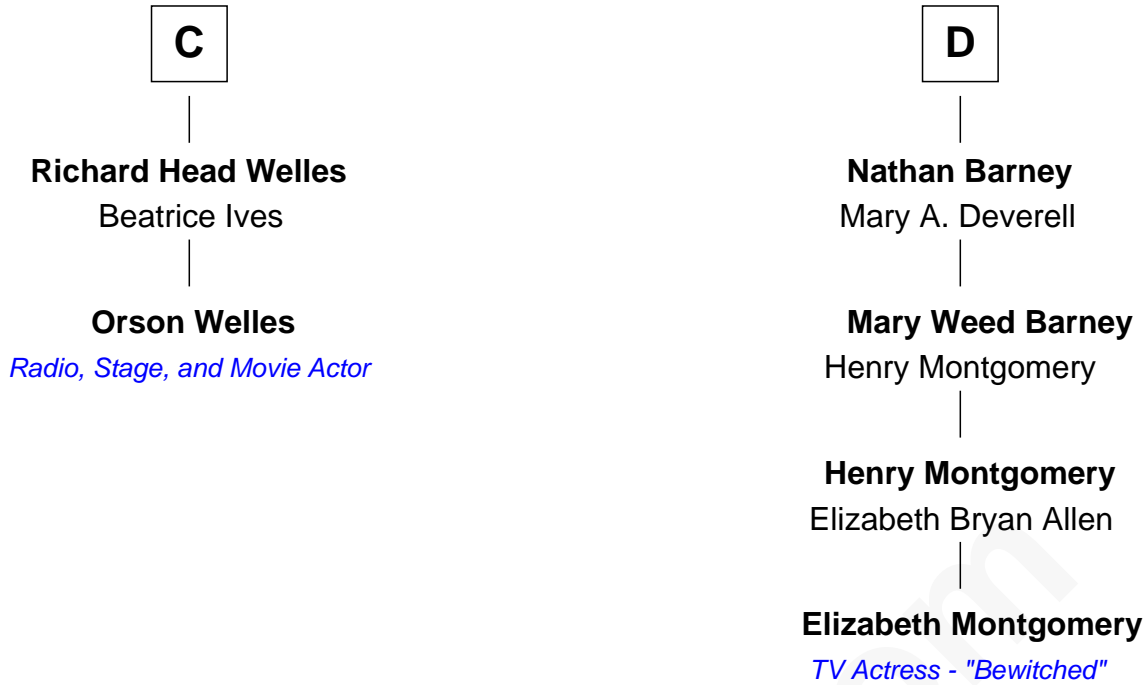 C
Richard Head Welles
Beatrice Ives
Orson Welles
Radio, Stage, and Movie Actor
D
Nathan Barney
Mary A. Deverell
Mary Weed Barney
Henry Montgomery
Henry Montgomery
Elizabeth Bryan Allen
Elizabeth Montgomery
TV Actress - "Bewitched"